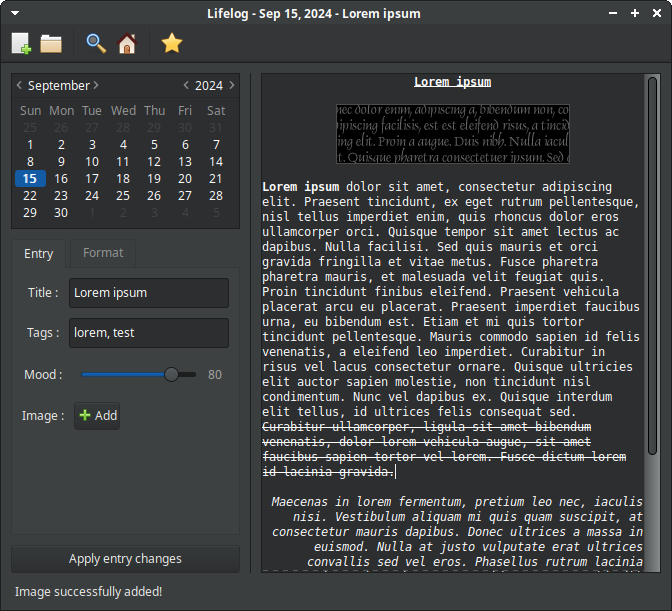 Lifelog - Sep 15, 2024 - Lorem ipsum
September 2024
Sun Mon Tue Wed Thu Fri Sat
25 26 27 28 29 30 31
1 2 3 4 5 6 7
8 9 10 11 12 13 14
15 16 17 18 19 20 21
22 23 24 25 26 27 28
29 30 1 2 3 4 5
Entry Format
Title : Lorem ipsum
Tags : lorem, test
Mood : 80
Image : Add
Apply entry changes
Image successfully added!
Lorem ipsum
nec dolor enim, adipiscing a, bibendum non, co
ipiscing facilisis, est est eleifend risus, a tincid
ing elit. Proin a augue. Duis nibh. Nulla iacul
t. Quisque pharetra consectetuer ipsum. Sed
Lorem ipsum dolor sit amet, consectetur adipiscing
elit. Praesent tincidunt, ex eget rutrum pellentesque,
nisl tellus imperdiet enim, quis rhoncus dolor eros
ullamcorper orci. Quisque tempor sit amet lectus ac
dapibus. Nulla facilisi. Sed quis mauris et orci
gravida fringilla et vitae metus. Fusce pharetra
pharetra mauris, et malesuada velit feugiat quis.
Proin tincidunt finibus eleifend. Praesent vehicula
placerat arcu eu placerat. Praesent imperdiet faucibus
urna, eu bibendum est. Etiam et mi quis tortor
tincidunt pellentesque. Mauris commodo sapien id felis
venenatis, a eleifend leo imperdiet. Curabitur in
risus vel lacus consectetur ornare. Quisque ultricies
elit auctor sapien molestie, non tincidunt nisl
condimentum. Nunc vel dapibus ex. Quisque interdum
elit tellus, id ultrices felis consequat sed.
Curabitur ullamcorper, ligula sit amet bibendum
venenatis, dolor lorem vehicula augue, sit amet
faucibus sapien tortor vel lorem. Fusce dictum lorem
id lacinia gravida.
Maecenas in lorem fermentum, pretium leo nec, iaculis
nisi. Vestibulum aliquam mi quis quam suscipit, at
consectetur mauris dapibus. Donec ultrices a massa in
euismod. Nulla at justo vulputate erat ultrices
convallis sed vel eros. Phasellus rutrum lacinia